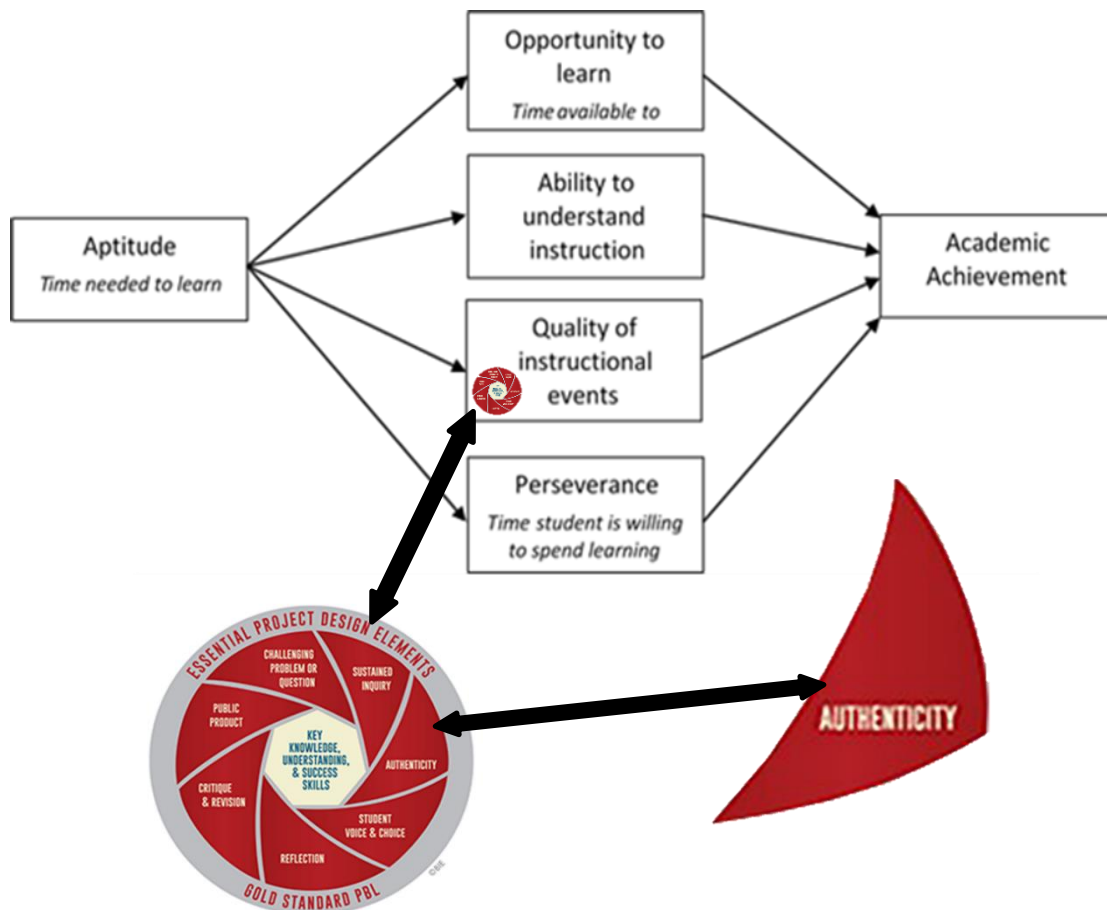 Opportunity to
learn
Time available to
Ability to
understand
instruction
Aptitude
Time needed to learn
Academic
Achievement
Quality of
instructional
events
Perseverance
Time student is willing
to spend learning
ESSENTIAL PROJECT DESIGN ELEMENTS
CHALLENGING
PROBLEM OR
QUESTION
SUSTAINED
INQUIRY
AUTHENTICITY
STUDENT
VOICE & CHOICE
REFLECTION
CRITIQUE
& REVISION
PUBLIC
PRODUCT
KEY
KNOWLEDGE,
UNDERSTANDING,
& SUCCESS
SKILLS
GOLD STANDARD PBL
©BIE
AUTHENTICITY